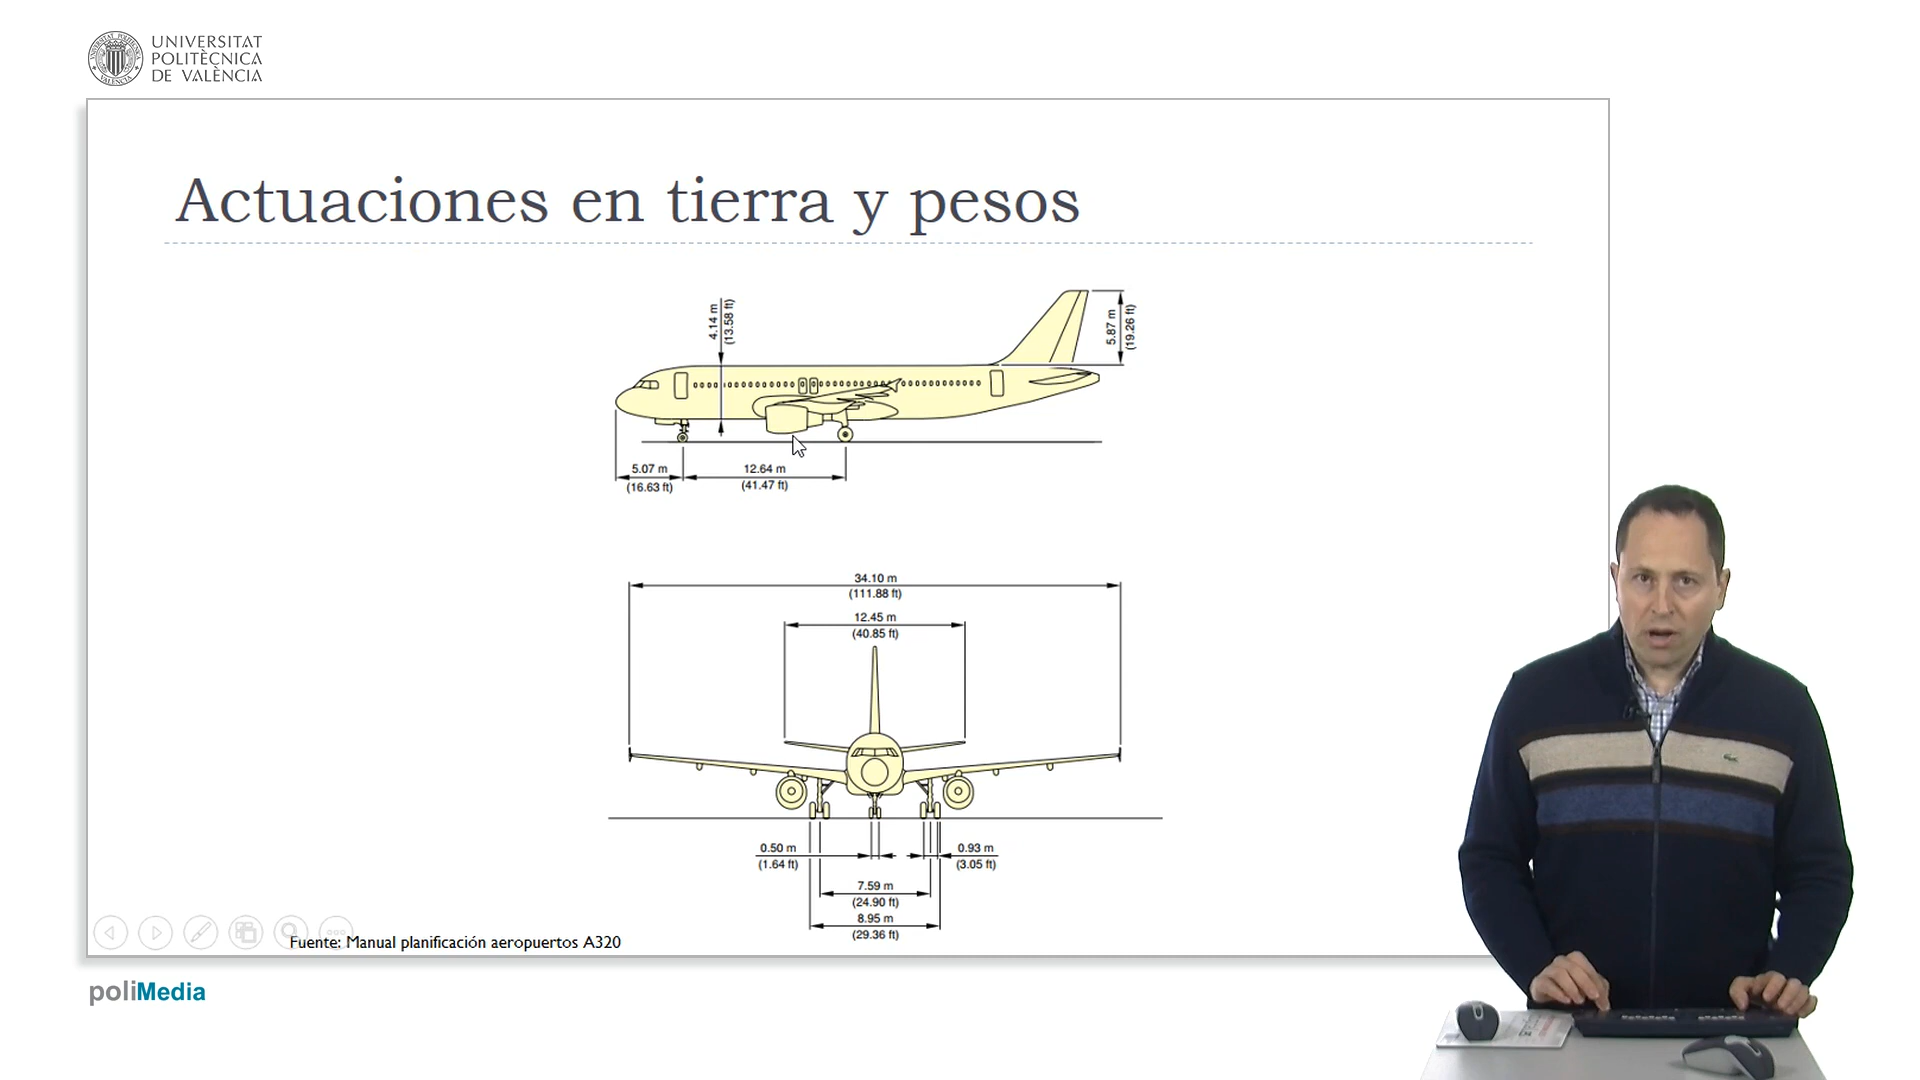 UNIVERSITAT
POLITÈCNICA
DE VALÈNCIA
Actuaciones en tierra y pesos
4.14 m
(13.58 ft)
5.87 m
(19.26 ft)
5.07 m
(16.63 ft)
12.64 m
(41.47 ft)
34.10 m
(111.88 ft)
12.45 m
(40.85 ft)
0.50 m
(1.64 ft)
0.93 m
(3.05 ft)
7.59 m
(24.90 ft)
8.95 m
(29.36 ft)
Fuente: Manual planificación aeropuertos A320
poliMedia